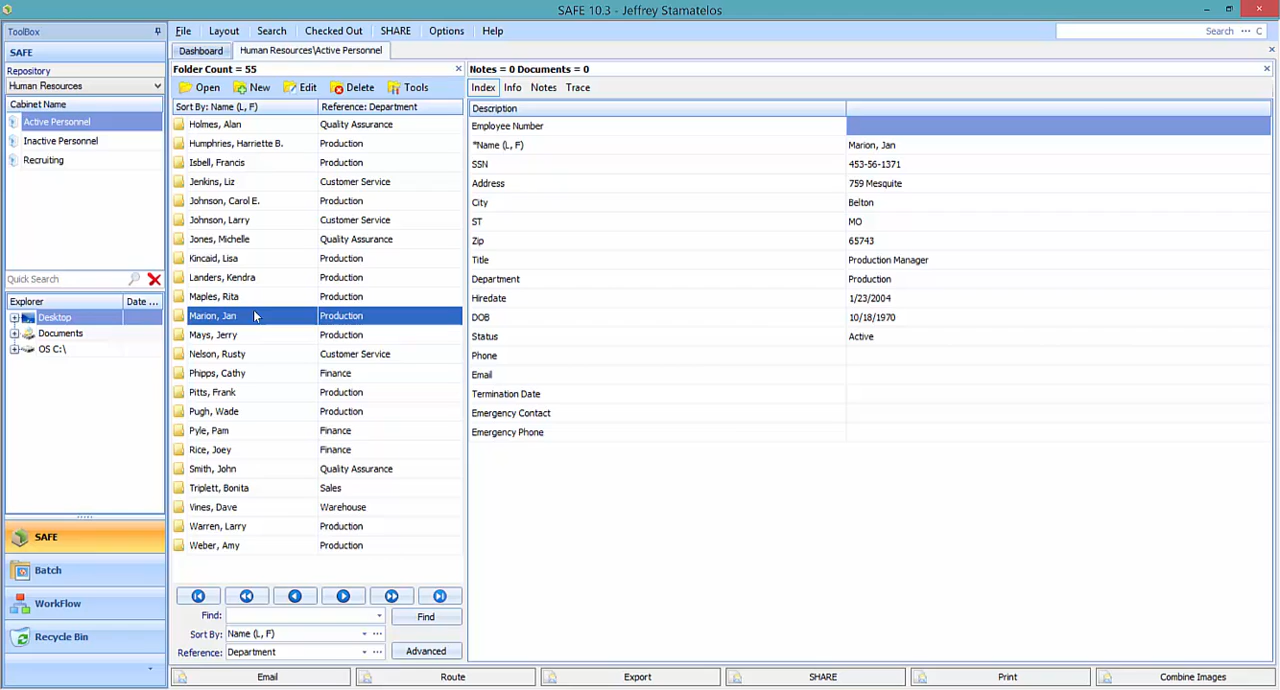 SAFE 10.3 - Jeffrey Stamatelos
ToolBox
SAFE
Repository
Human Resources
Cabinet Name
Active Personnel
Inactive Personnel
Recruiting
Quick Search
Explorer Date ...
Desktop
Documents
OS C:\
SAFE
Batch
WorkFlow
Recycle Bin
File Layout Search Checked Out SHARE Options Help
Search ... C
Dashboard Human Resources\Active Personnel
Folder Count = 55
Open New Edit Delete Tools
Sort By: Name (L, F) Reference: Department
Holmes, Alan Quality Assurance
Humphries, Harriette B. Production
Isbell, Francis Production
Jenkins, Liz Customer Service
Johnson, Carol E. Production
Johnson, Larry Customer Service
Jones, Michelle Quality Assurance
Kincaid, Lisa Production
Landers, Kendra Production
Maples, Rita Production
Marion, Jan Production
Mays, Jerry Production
Nelson, Rusty Customer Service
Phipps, Cathy Finance
Pitts, Frank Production
Pugh, Wade Production
Pyle, Pam Finance
Rice, Joey Finance
Smith, John Quality Assurance
Triplett, Bonita Sales
Vines, Dave Warehouse
Warren, Larry Production
Weber, Amy Production
Find: Find
Sort By: Name (L, F) ...
Reference: Department ... Advanced
Notes = 0 Documents = 0
Index Info Notes Trace
Description
Employee Number
*Name (L, F) Marion, Jan
SSN 453-56-1371
Address 759 Mesquite
City Belton
ST MO
Zip 65743
Title Production Manager
Department Production
Hiredate 1/23/2004
DOB 10/18/1970
Status Active
Phone
Email
Termination Date
Emergency Contact
Emergency Phone
Email Route Export SHARE Print Combine Images